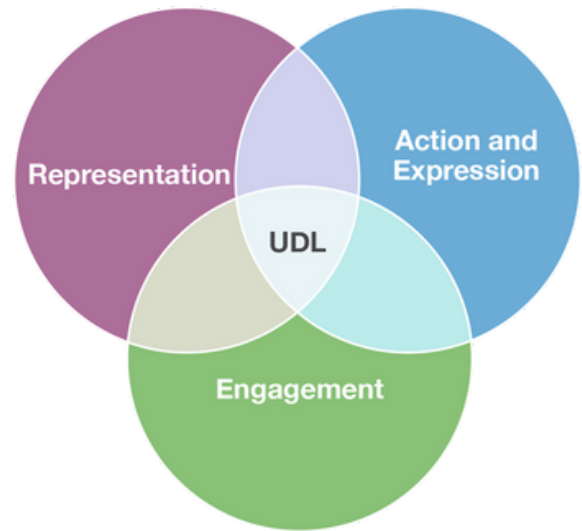 Representation
Action and
Expression
UDL
Engagement